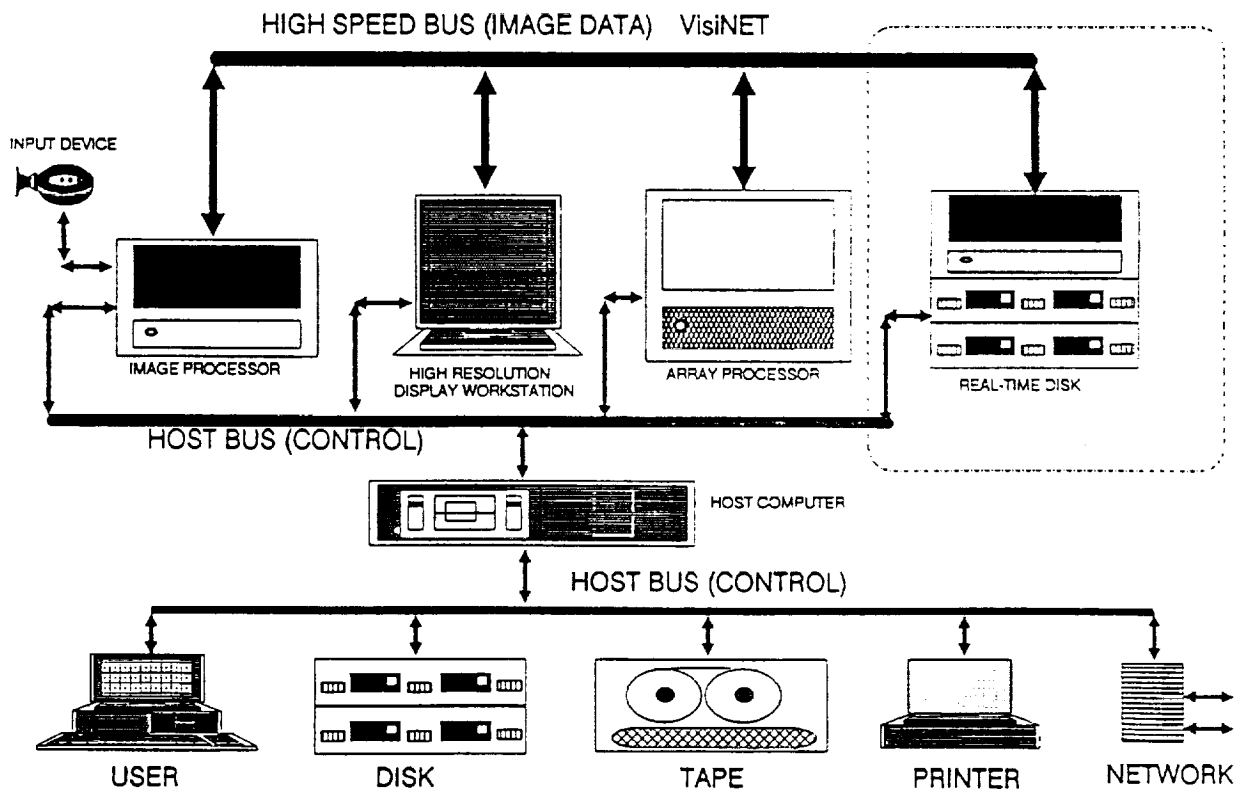 HIGH SPEED BUS (IMAGE DATA) VisiNET
INPUT DEVICE
IMAGE PROCESSOR
HIGH RESOLUTION
DISPLAY WORKSTATION
ARRAY PROCESSOR
REAL-TIME DISK
HOST BUS (CONTROL)
HOST COMPUTER
HOST BUS (CONTROL)
USER
DISK
TAPE
PRINTER
NETWORK